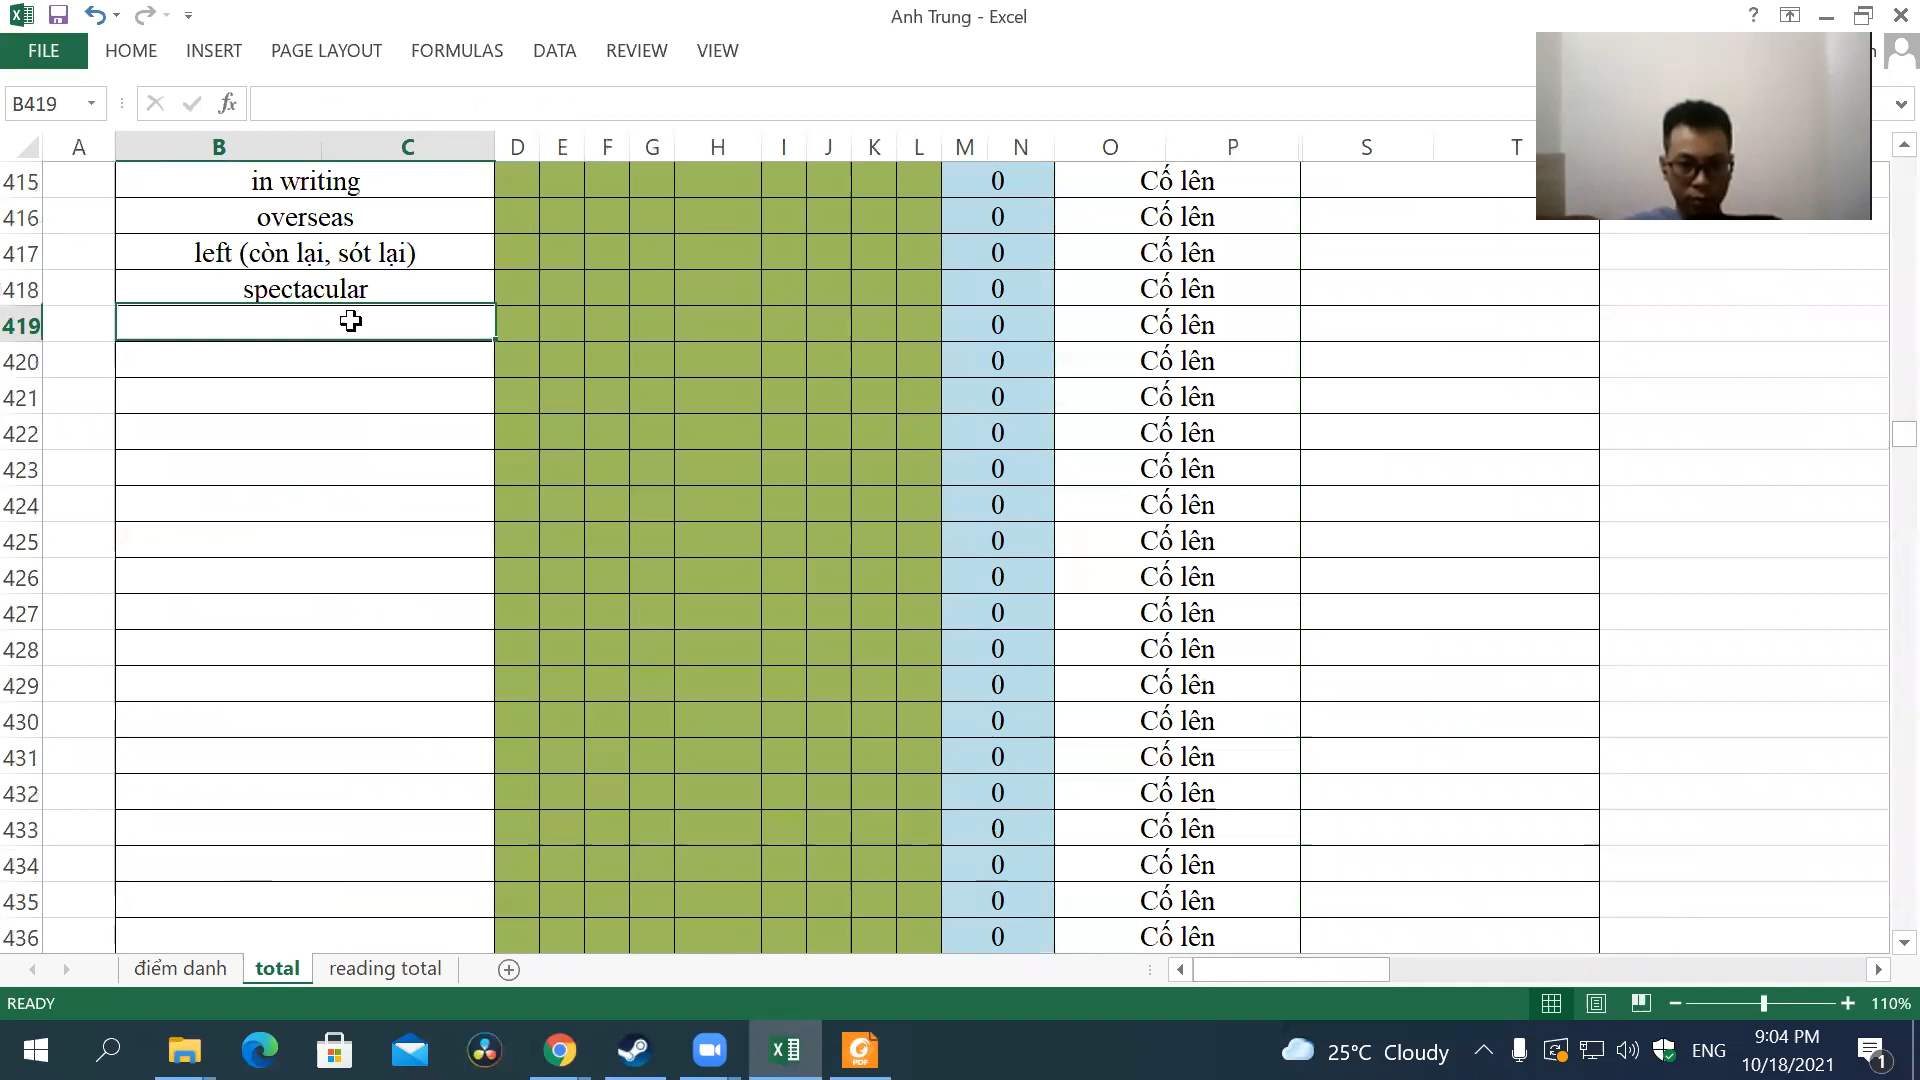 Anh Trung - Excel
?
FILE HOME INSERT PAGE LAYOUT FORMULAS DATA REVIEW VIEW
B419 fx
A B C D E F G H I J K L M N O P S T
415 in writing 0 Cố lên
416 overseas 0 Cố lên
417 left (còn lại, sót lại) 0 Cố lên
418 spectacular 0 Cố lên
419 0 Cố lên
420 0 Cố lên
421 0 Cố lên
422 0 Cố lên
423 0 Cố lên
424 0 Cố lên
425 0 Cố lên
426 0 Cố lên
427 0 Cố lên
428 0 Cố lên
429 0 Cố lên
430 0 Cố lên
431 0 Cố lên
432 0 Cố lên
433 0 Cố lên
434 0 Cố lên
435 0 Cố lên
436 0 Cố lên
điểm danh total reading total
READY 110%
25°C Cloudy ENG 9:04 PM
10/18/2021 1
PDF